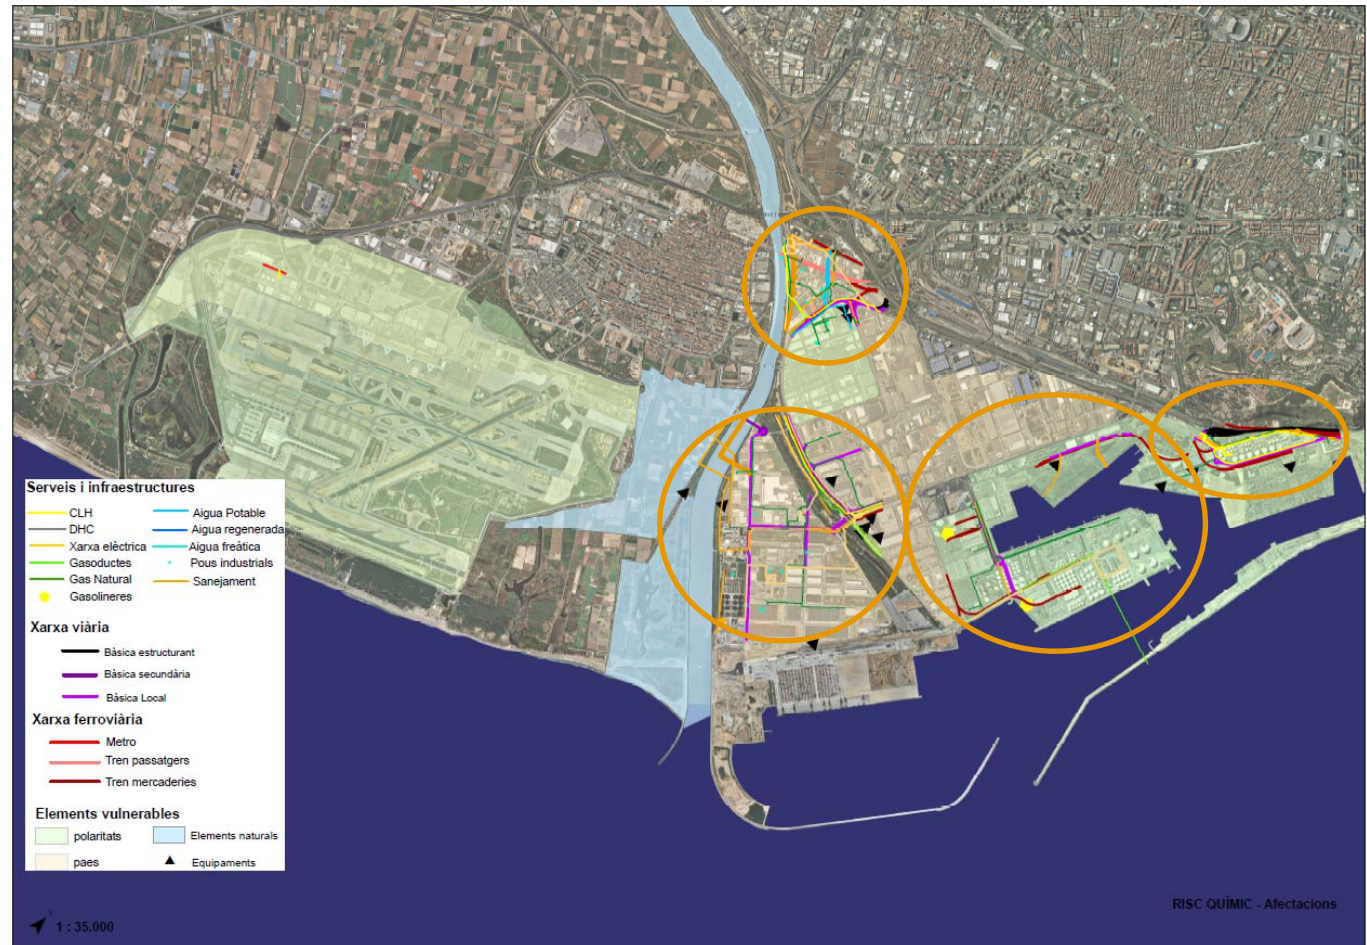 Serveis i infraestructures
CLH
DHC
Xarxa elèctrica
Gasoductes
Gas Natural
Gasolineres
Aigua Potable
Aigua regenerada
Aigua freàtica
Pous industrials
Sanejament
Xarxa viària
Bàsica estructurant
Bàsica secundària
Bàsica Local
Xarxa ferroviària
Metro
Tren passatgers
Tren mercaderies
Elements vulnerables
polaritats
paes
Elements naturals
Equipaments
1 : 35.000
RISC QUÍMIC - Afectacions